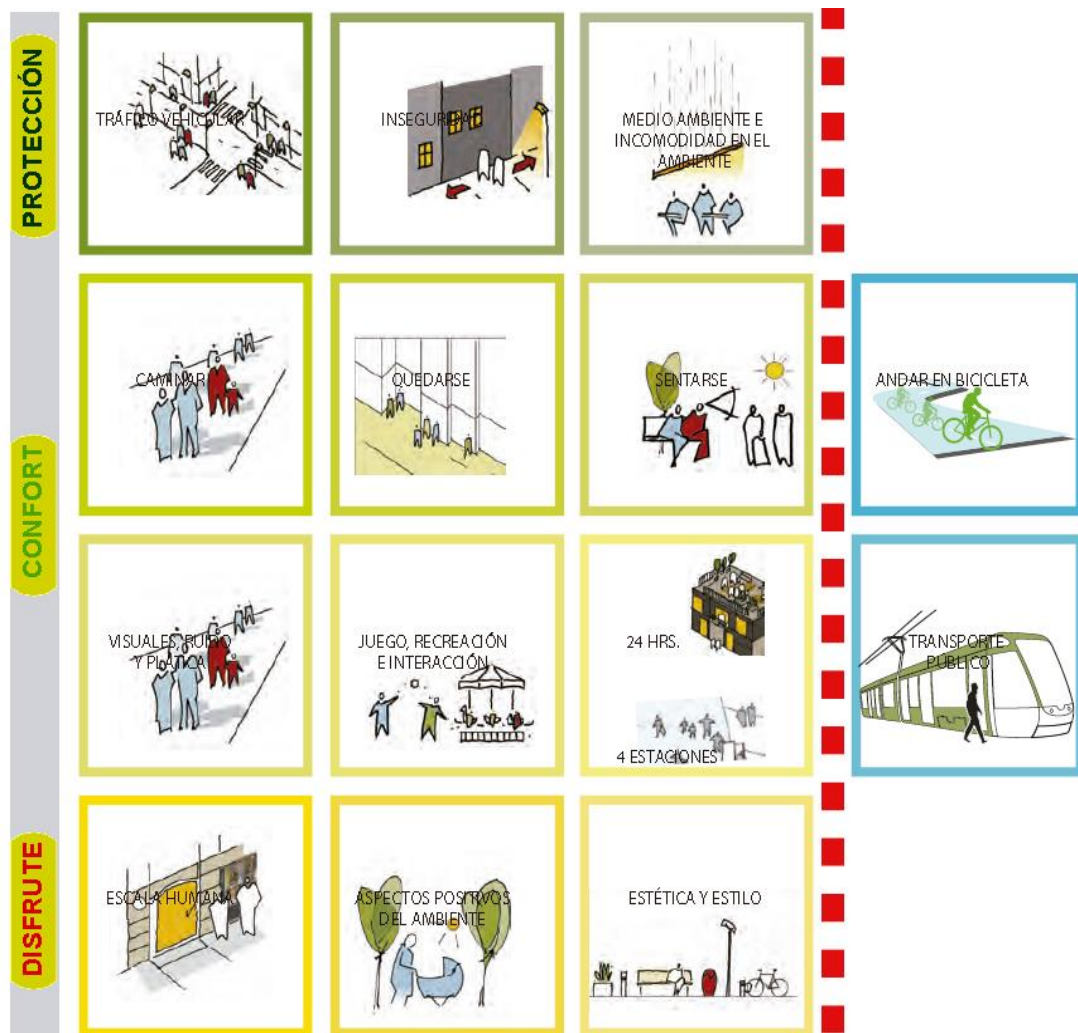 PROTECCIÓN
TRÁFICO VEHICULAR
INSEGURIDAD
MEDIO AMBIENTE E
INCOMODIDAD EN EL
AMBIENTE
CONFORT
CAMINAR
QUEDARSE
SENTARSE
ANDAR EN BICICLETA
VISUALES, RUIDO
Y PLÁTICA
JUEGO, RECREACIÓN
E INTERACCIÓN
24 HRS.
4 ESTACIONES
TRANSPORTE
PÚBLICO
DISFRUTE
ESCALA HUMANA
ASPECTOS POSITIVOS
DEL AMBIENTE
ESTÉTICA Y ESTILO